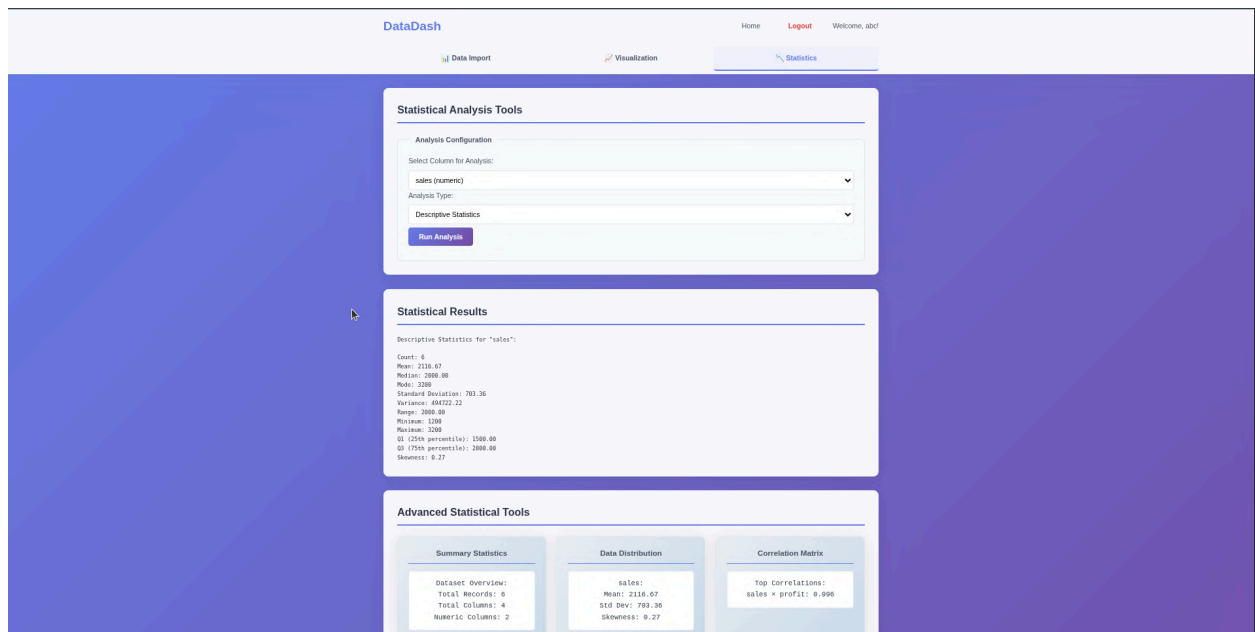 DataDash
Home Logout Welcome, abc!
Data Import Visualization Statistics
Statistical Analysis Tools
Analysis Configuration
Select Column for Analysis:
sales (numeric)
Analysis Type:
Descriptive Statistics
Run Analysis
Statistical Results
Descriptive Statistics for "sales":
Count: 6
Mean: 2116.67
Median: 2000.00
Mode: 3200
Standard Deviation: 703.36
Variance: 494722.22
Range: 2000.00
Minimum: 1200
Maximum: 3200
Q1 (25th percentile): 1500.00
Q3 (75th percentile): 2800.00
Skewness: 0.27
Advanced Statistical Tools
Summary Statistics
Dataset Overview:
Total Records: 6
Total Columns: 4
Numeric Columns: 2
Data Distribution
sales:
Mean: 2116.67
Std Dev: 703.36
Skewness: 0.27
Correlation Matrix
Top Correlations:
sales × profit: 0.996